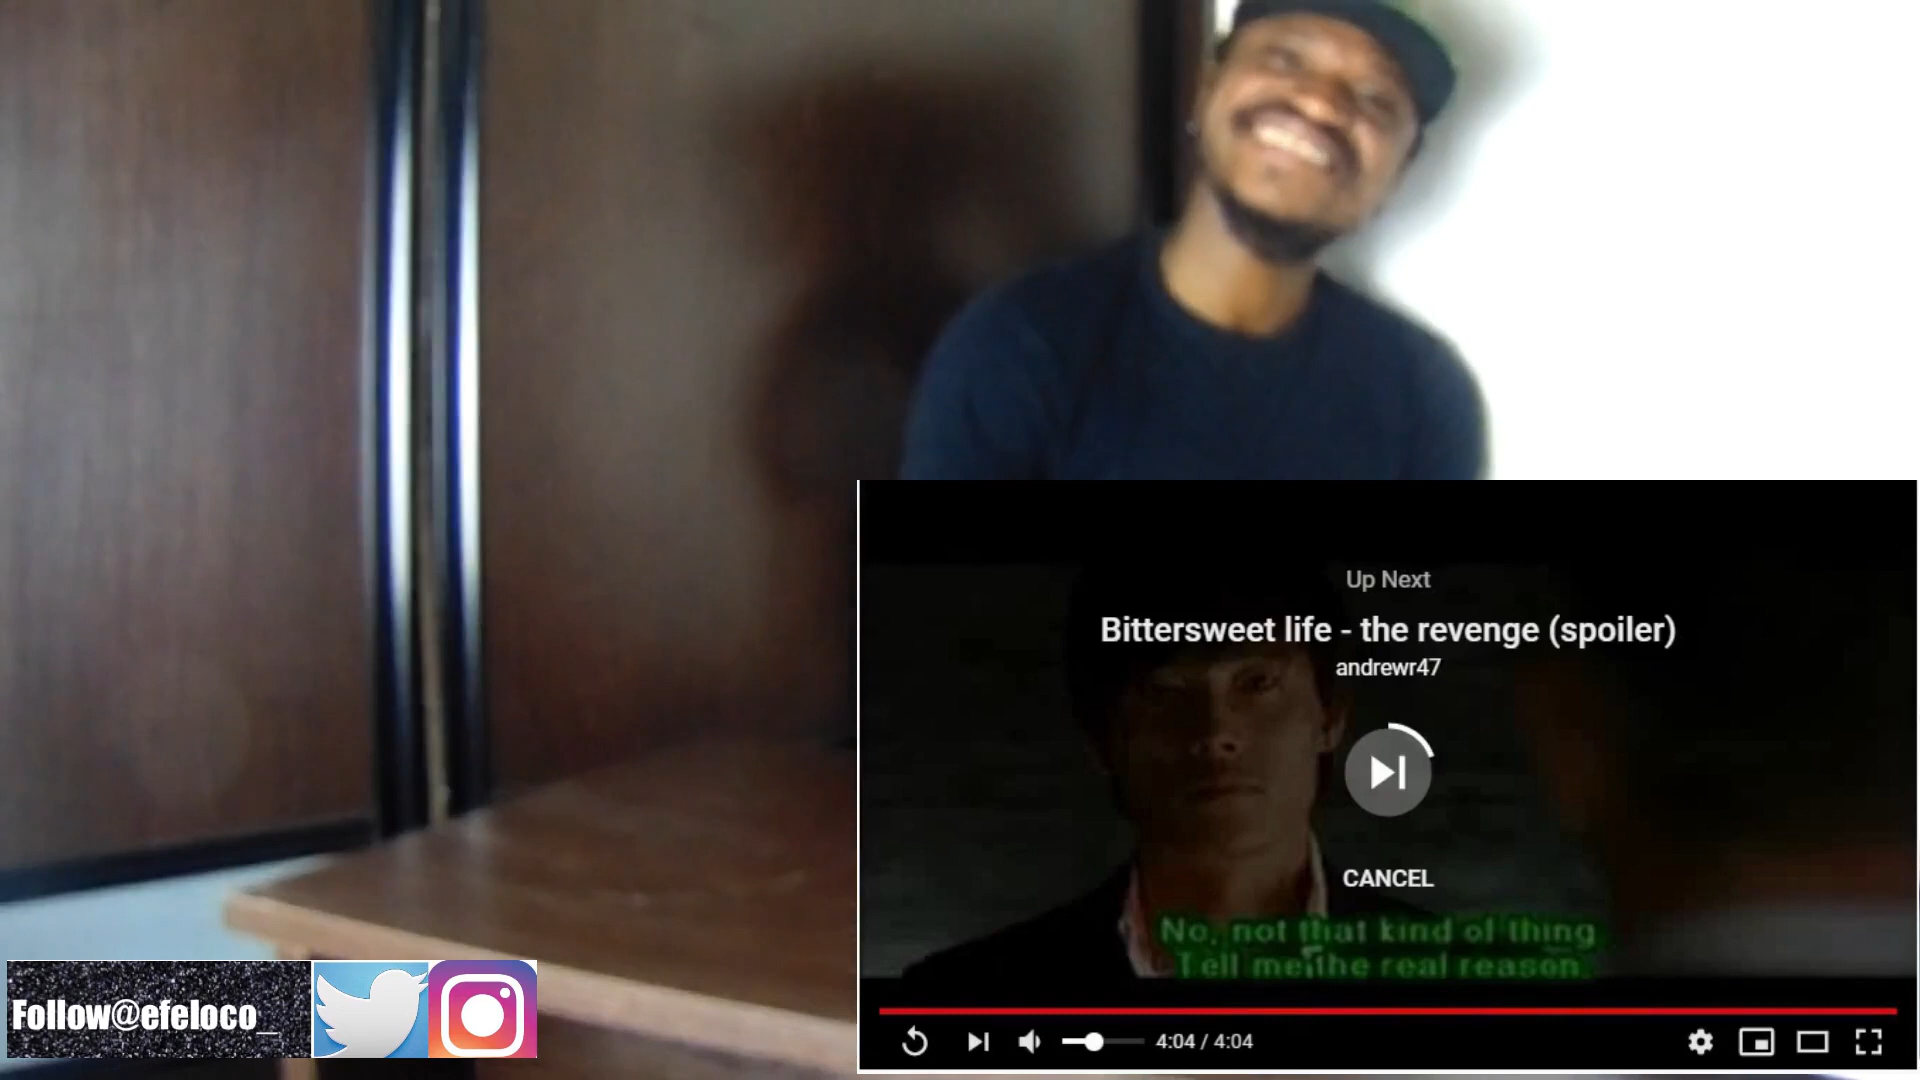 Up Next
Bittersweet life - the revenge (spoiler)
andrewr47
CANCEL
No, not that kind of thing
Tell me the real reason.
4:04 / 4:04
Follow@efeloco_